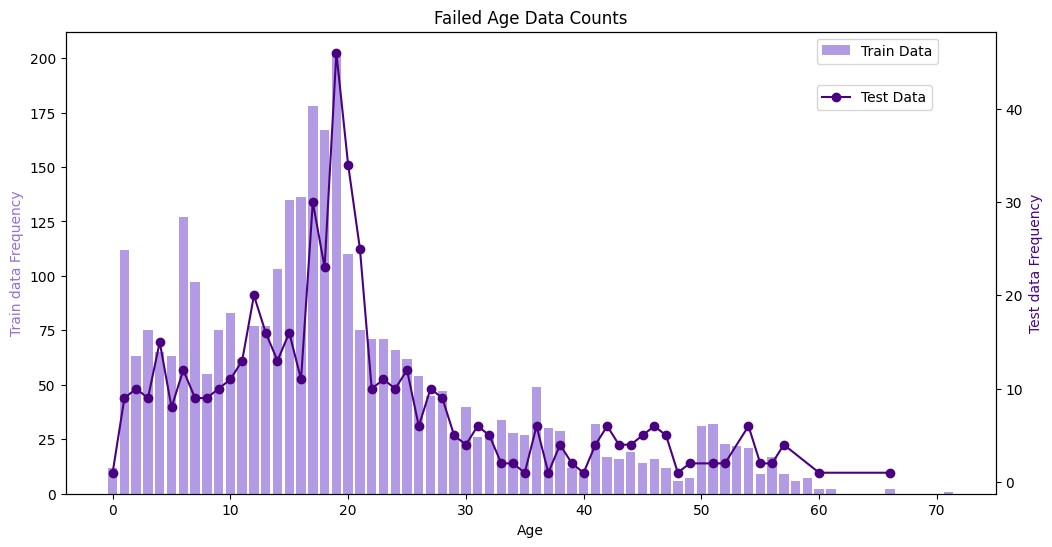 Failed Age Data Counts
Train Data
Test Data
200
175
150
125
100
75
50
25
0
Train data Frequency
40
30
20
10
0
Test data Frequency
0 10 20 30 40 50 60 70
Age